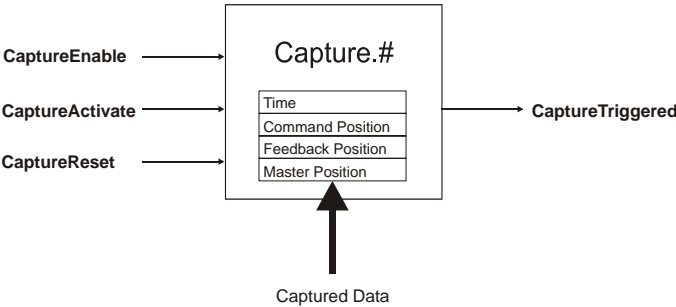 Capture.#
CaptureEnable
CaptureActivate
CaptureReset
Time
Command Position
Feedback Position
Master Position
CaptureTriggered
Captured Data